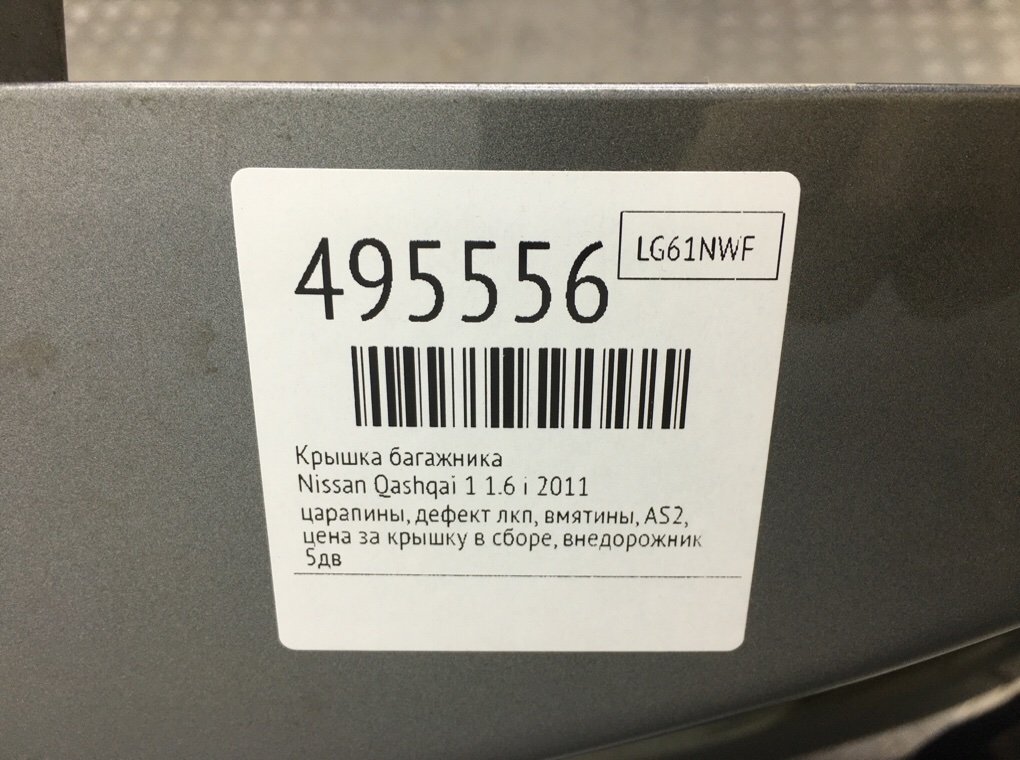 495556
LG61NWF
Крышка багажника
Nissan Qashqai 1 1.6 i 2011
царапины, дефект лкп, вмятины, AS2,
цена за крышку в сборе, внедорожник
5дв